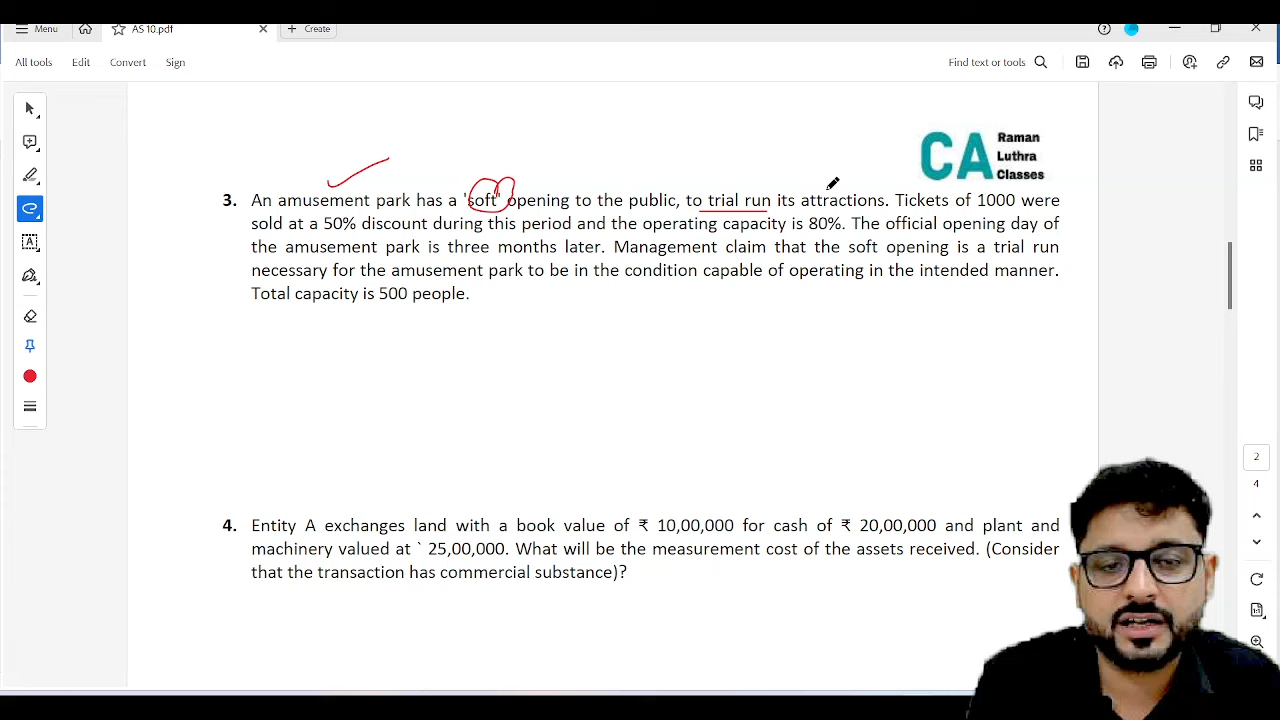 Menu
AS 10.pdf
Create
All tools
Edit
Convert
Sign
Find text or tools
CA Raman
Luthra
Classes
3. An amusement park has a 'soft' opening to the public, to trial run its attractions. Tickets of 1000 were
sold at a 50% discount during this period and the operating capacity is 80%. The official opening day of
the amusement park is three months later. Management claim that the soft opening is a trial run
necessary for the amusement park to be in the condition capable of operating in the intended manner.
Total capacity is 500 people.
4. Entity A exchanges land with a book value of ₹ 10,00,000 for cash of ₹ 20,00,000 and plant and
machinery valued at ` 25,00,000. What will be the measurement cost of the assets received. (Consider
that the transaction has commercial substance)?
2
4